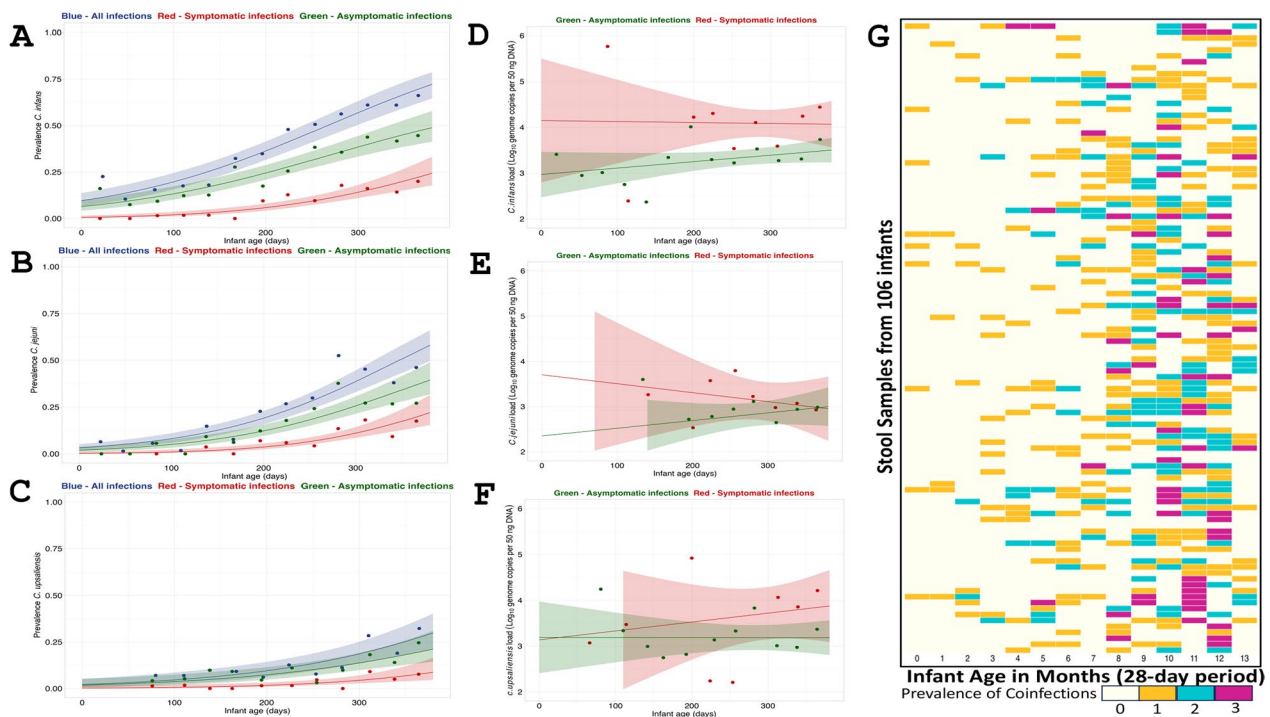 A
Blue - All infections Red - Symptomatic infections Green - Asymptomatic infections
1.00
0.75
0.50
0.25
0.00
Prevalence C. infans
0 100 200 300
Infant age (days)
B
Blue - All infections Red - Symptomatic infections Green - Asymptomatic infections
1.00
0.75
0.50
0.25
0.00
Prevalence C. jejuni
0 100 200 300
Infant age (days)
C
Blue - All infections Red - Symptomatic infections Green - Asymptomatic infections
1.00
0.75
0.50
0.25
0.00
Prevalence C. upsaliensis
0 100 200 300
Infant age (days)
D
Green - Asymptomatic infections Red - Symptomatic infections
6
5
4
3
2
C.infans load (Log10 genome copies per 50 ng DNA)
0 100 200 300
Infant age (days)
E
Green - Asymptomatic infections Red - Symptomatic infections
6
5
4
3
2
C.jejuni load (Log10 genome copies per 50 ng DNA)
0 100 200 300
Infant age (days)
F
Green - Asymptomatic infections Red - Symptomatic infections
6
5
4
3
2
c.upsaliensis load (Log10 genome copies per 50 ng DNA)
0 100 200 300
Infant age (days)
G
Stool Samples from 106 infants
0 1 2 3 4 5 6 7 8 9 10 11 12 13
Infant Age in Months (28-day period)
Prevalence of Coinfections
0 1 2 3